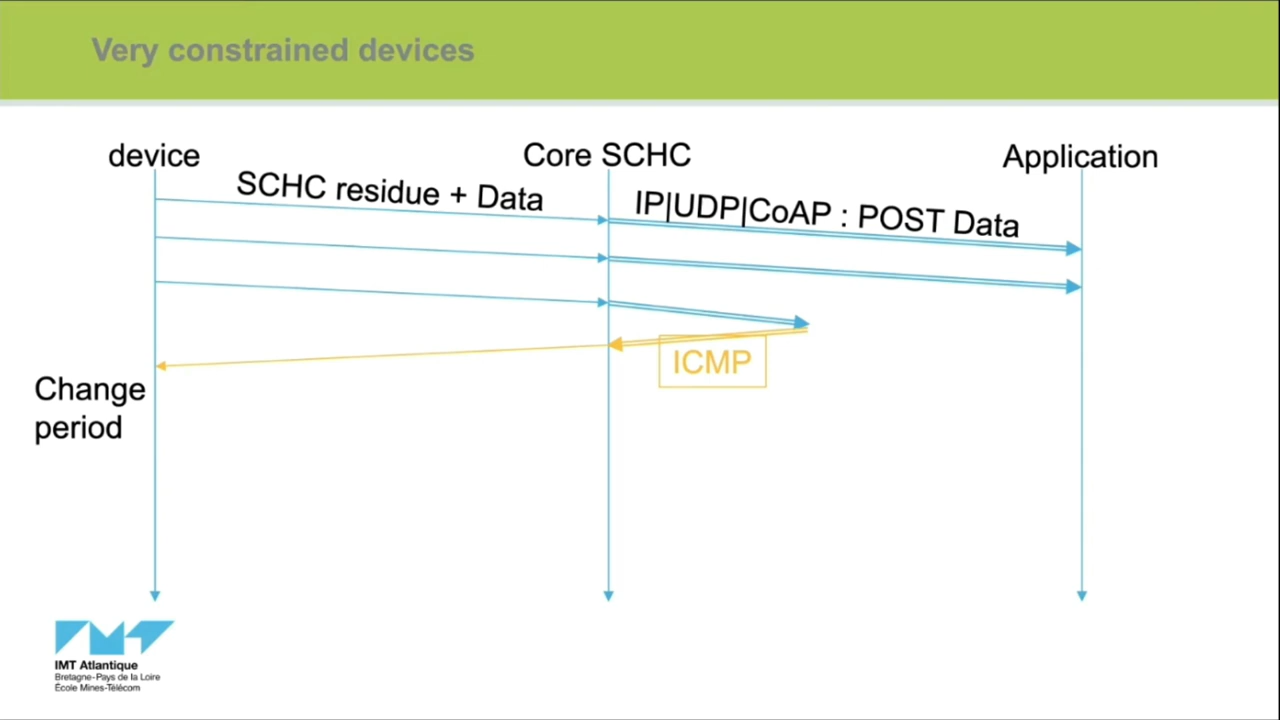 Very constrained devices
device
Core SCHC
Application
SCHC residue + Data
IP|UDP|CoAP : POST Data
ICMP
Change
period
IMT Atlantique
Bretagne-Pays de la Loire
École Mines-Télécom